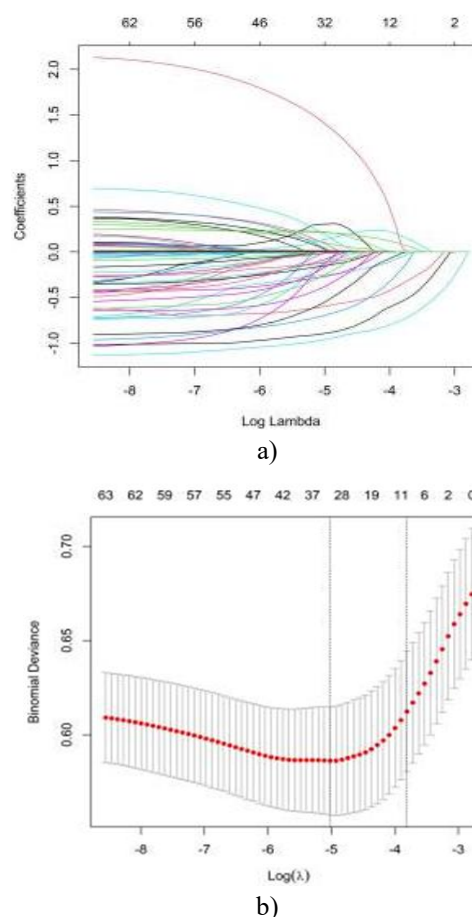 62 56 46 32 12 2
2.0
1.5
1.0
0.5
0.0
-0.5
-1.0
Coefficients
-8 -7 -6 -5 -4 -3
Log Lambda
a)
63 62 59 57 55 47 42 37 28 19 11 6 2 0
0.70
0.65
0.60
Binomial Deviance
-8 -7 -6 -5 -4 -3
Log(λ)
b)